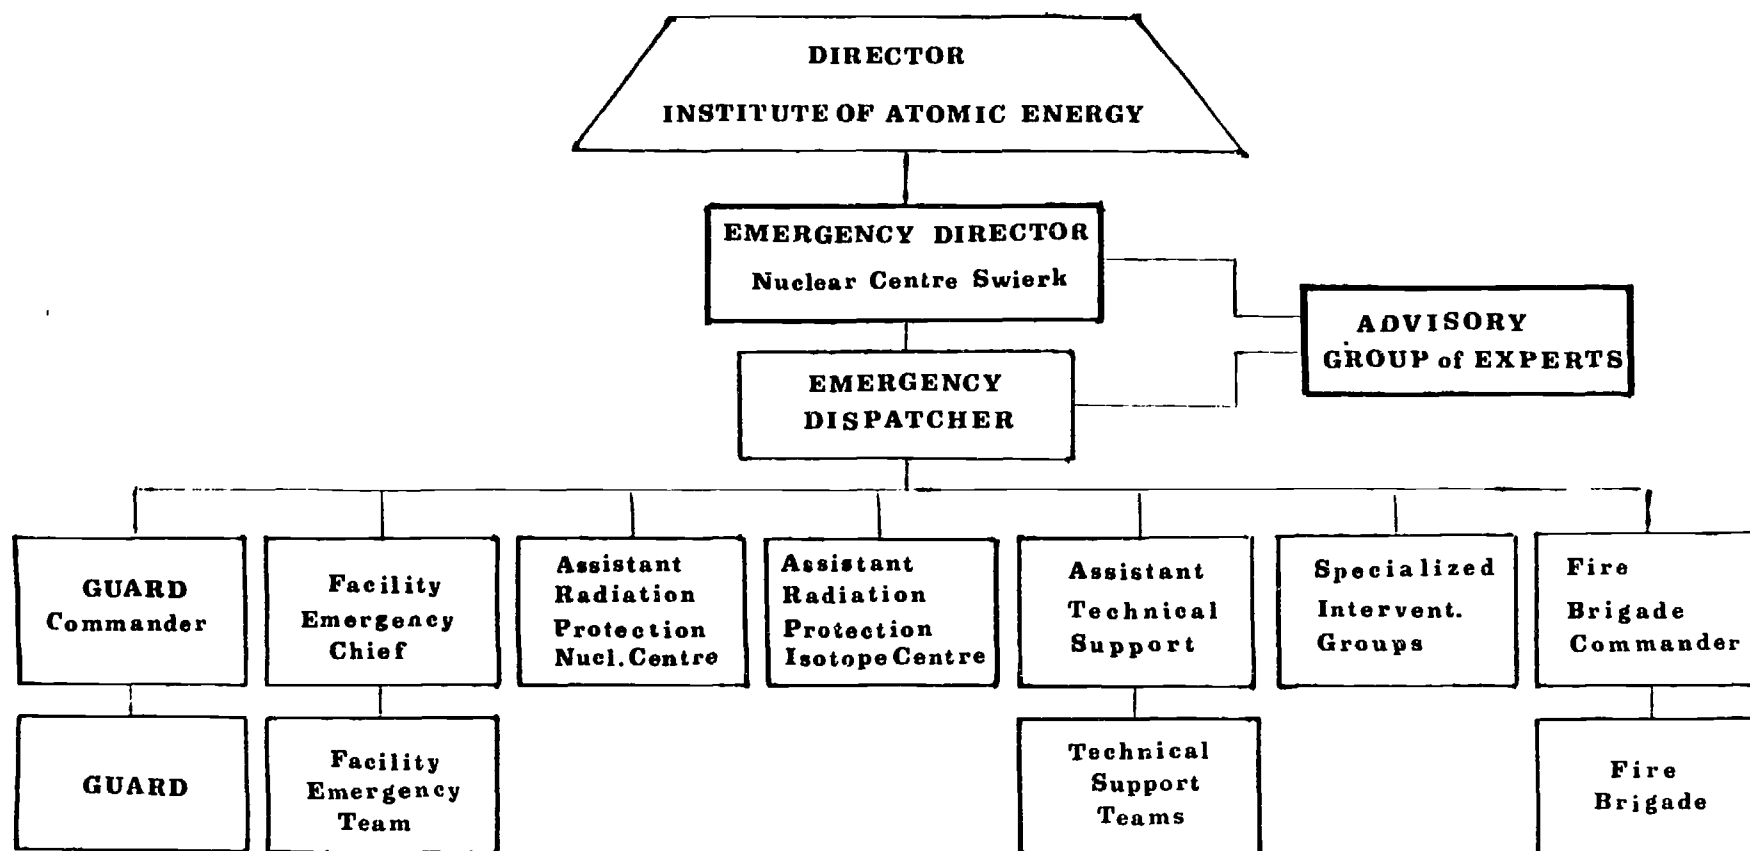 DIRECTOR
INSTITUTE OF ATOMIC ENERGY
EMERGENCY DIRECTOR
Nuclear Centre Swierk
ADVISORY
GROUP of EXPERTS
EMERGENCY
DISPATCHER
GUARD
Commander
Facility
Emergency
Chief
Assistant
Radiation
Protection
Nucl. Centre
Assistant
Radiation
Protection
Isotope Centre
Assistant
Technical
Support
Specialized
Intervent.
Groups
Fire
Brigade
Commander
GUARD
Facility
Emergency
Team
Technical
Support
Teams
Fire
Brigade